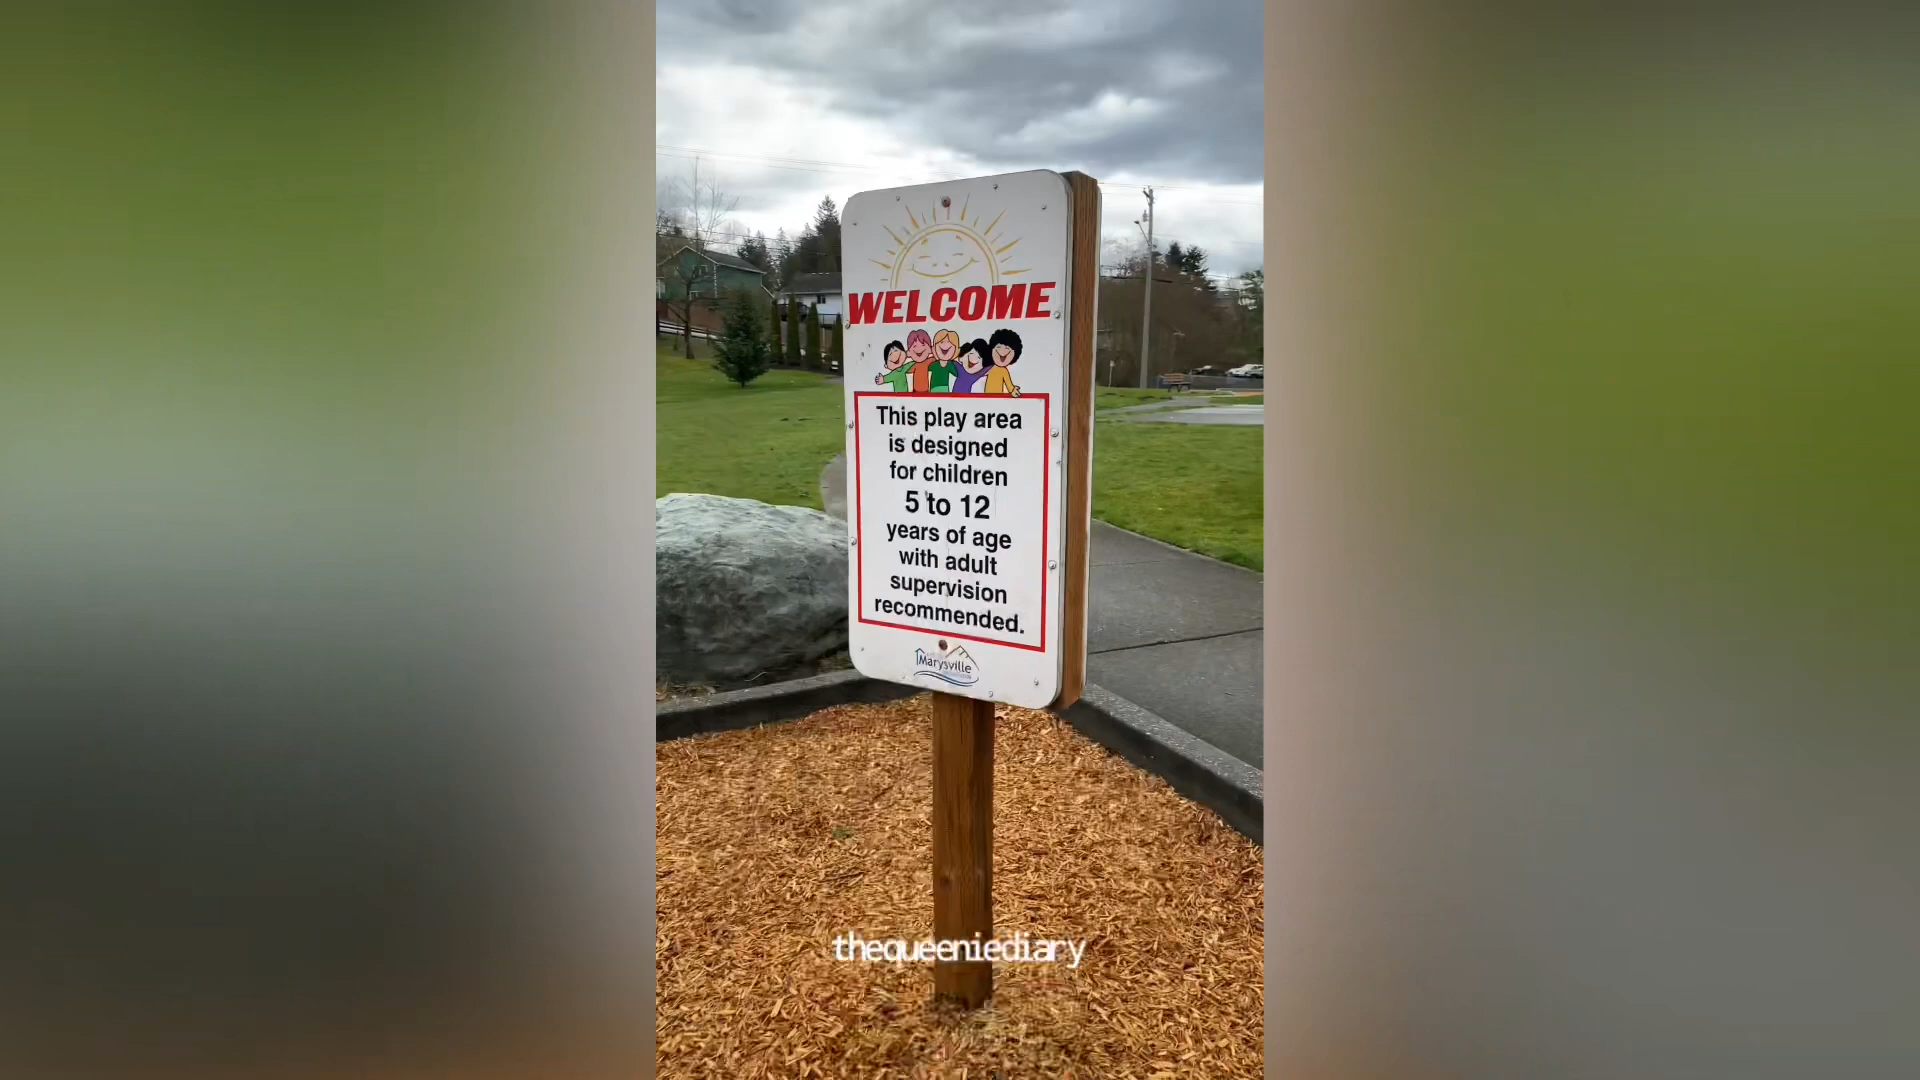 WELCOME
This play area
is designed
for children
5 to 12
years of age
with adult
supervision
recommended.
Marysville
thequeeniediary